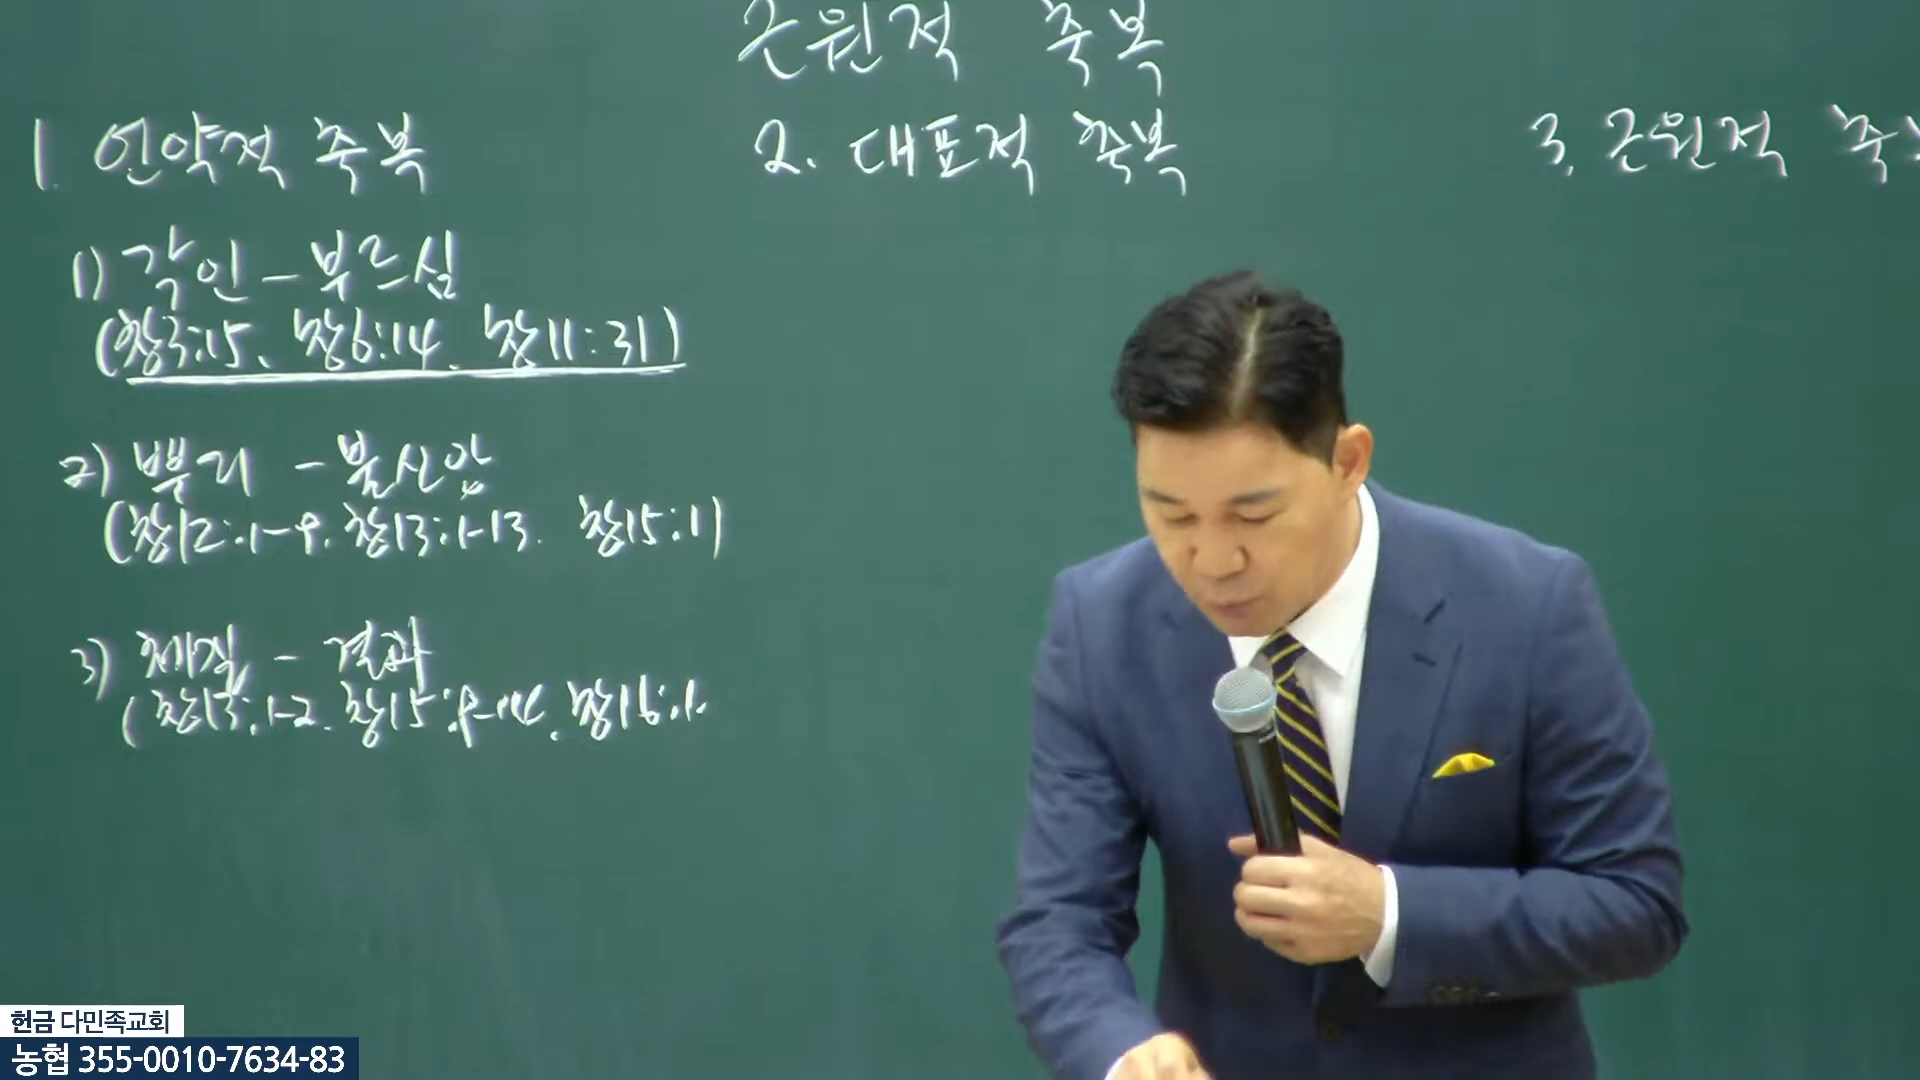 근원적 축복
1. 언약적 축복
1) 각인 - 부르심
(창3:15, 창6:14, 창11:31)
2) 뿌리 - 불신앙
(창12:1-9, 창13:1-13, 창15:1)
3) 체질 - 결과
(창13:1-2, 창15:9-14, 창16:1-
2. 대표적 축복
3. 근원적 축
헌금 다민족교회
농협 355-0010-7634-83